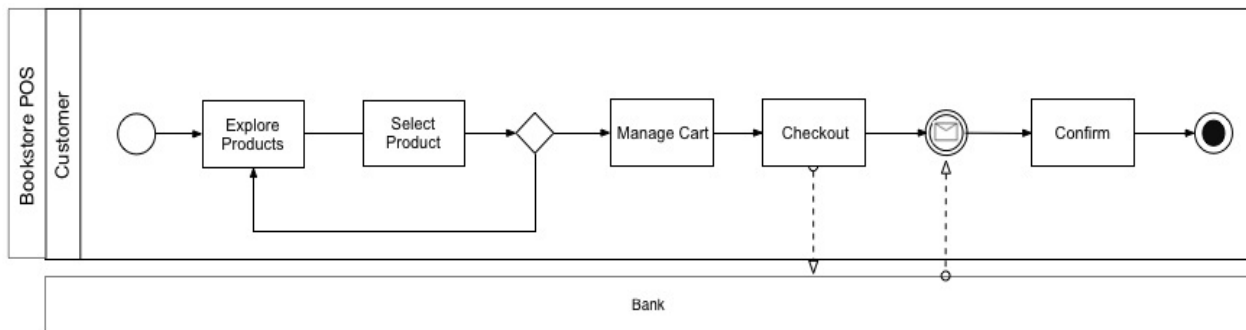 Bookstore POS
Customer
Explore
Products
Select
Product
Manage Cart
Checkout
Confirm
Bank